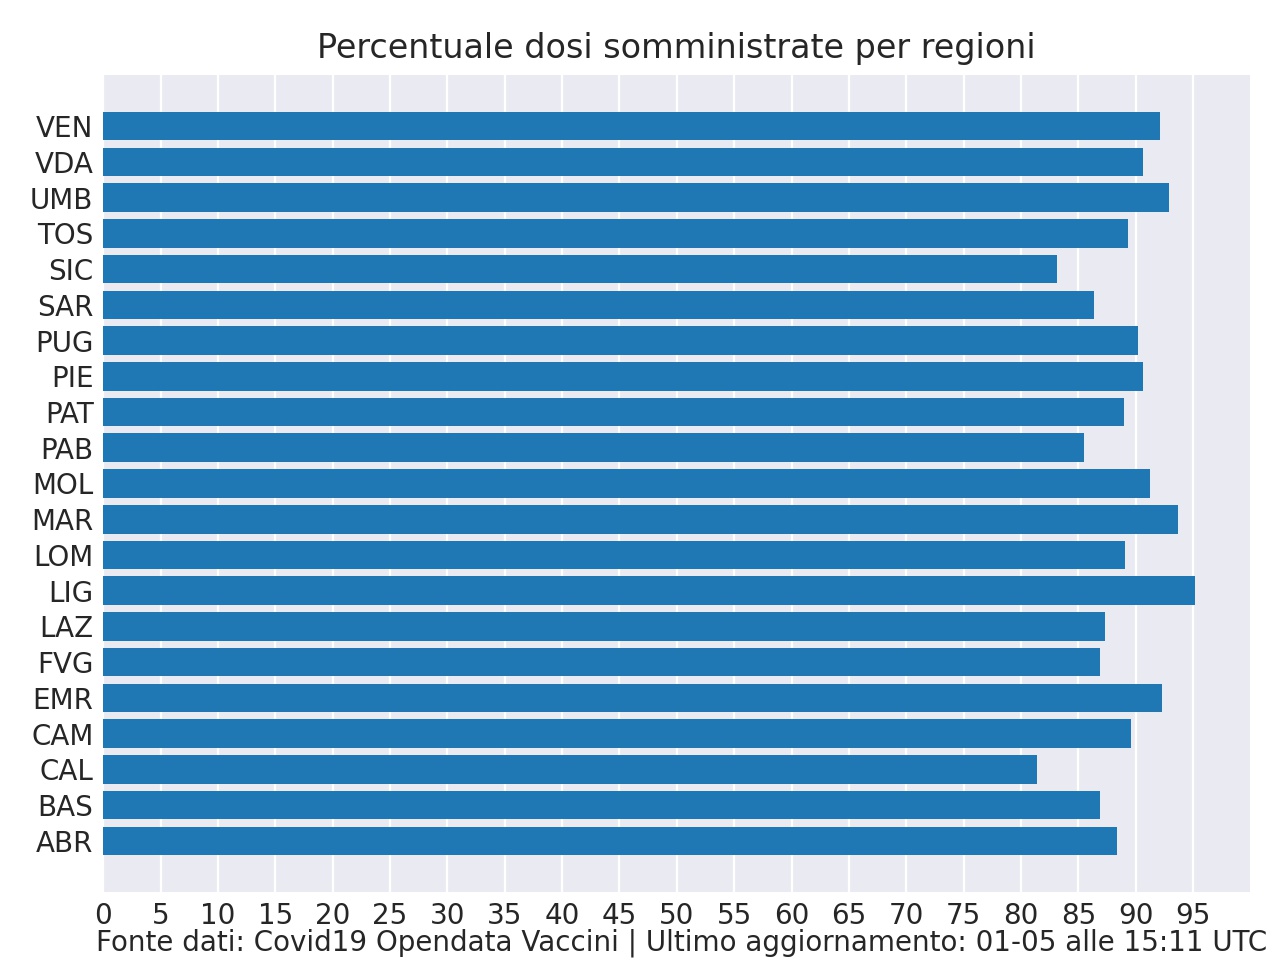 Percentuale dosi somministrate per regioni
VEN
VDA
UMB
TOS
SIC
SAR
PUG
PIE
PAT
PAB
MOL
MAR
LOM
LIG
LAZ
FVG
EMR
CAM
CAL
BAS
ABR
0 5 10 15 20 25 30 35 40 45 50 55 60 65 70 75 80 85 90 95
Fonte dati: Covid19 Opendata Vaccini | Ultimo aggiornamento: 01-05 alle 15:11 UTC